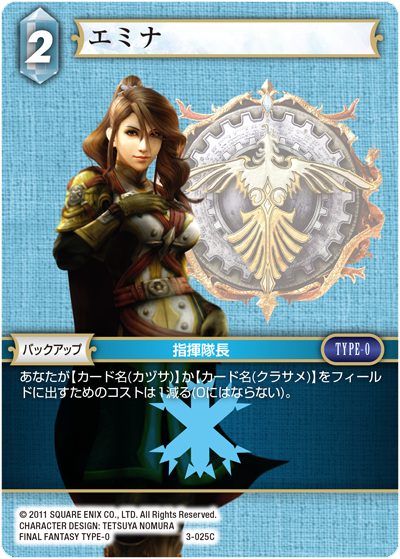 2
エミナ
バックアップ
指揮隊長
TYPE-0
あなたが【カード名(カヅサ)】か【カード名(クラサメ)】をフィール
ドに出すためのコストは1減る(0にはならない)。
© 2011 SQUARE ENIX CO., LTD. All Rights Reserved.
CHARACTER DESIGN: TETSUYA NOMURA
FINAL FANTASY TYPE-0
3-025C